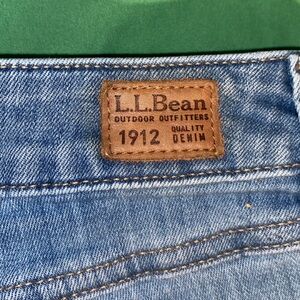 L.L.Bean
OUTDOOR OUTFITTERS
1912 QUALITY DENIM